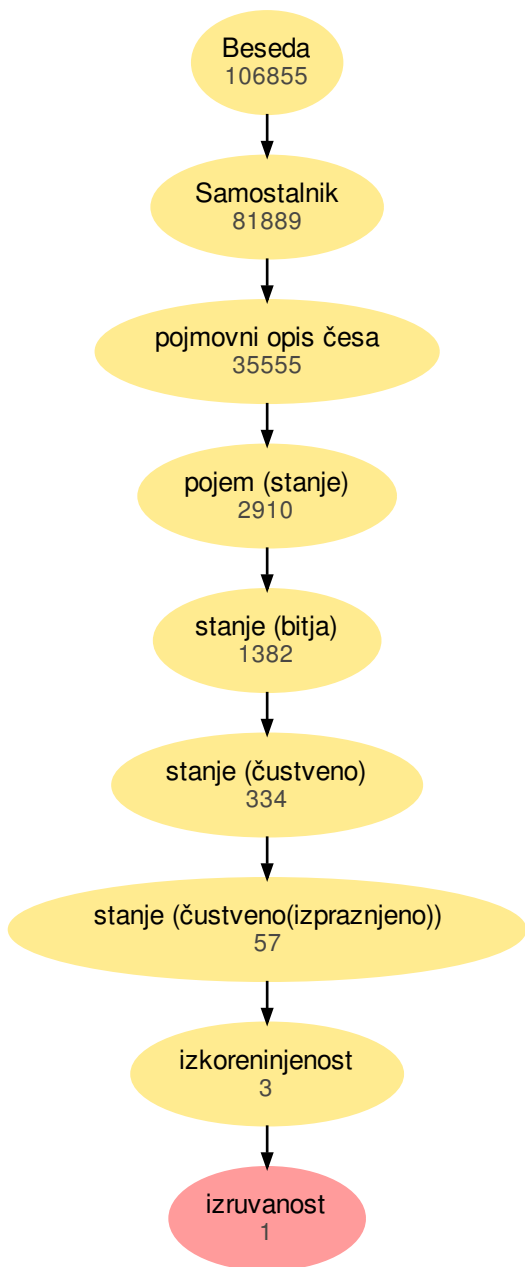 Beseda
106855
Samostalnik
81889
pojmovni opis česa
35555
pojem (stanje)
2910
stanje (bitja)
1382
stanje (čustveno)
334
stanje (čustveno(izpraznjeno))
57
izkoreninjenost
3
izruvanost
1